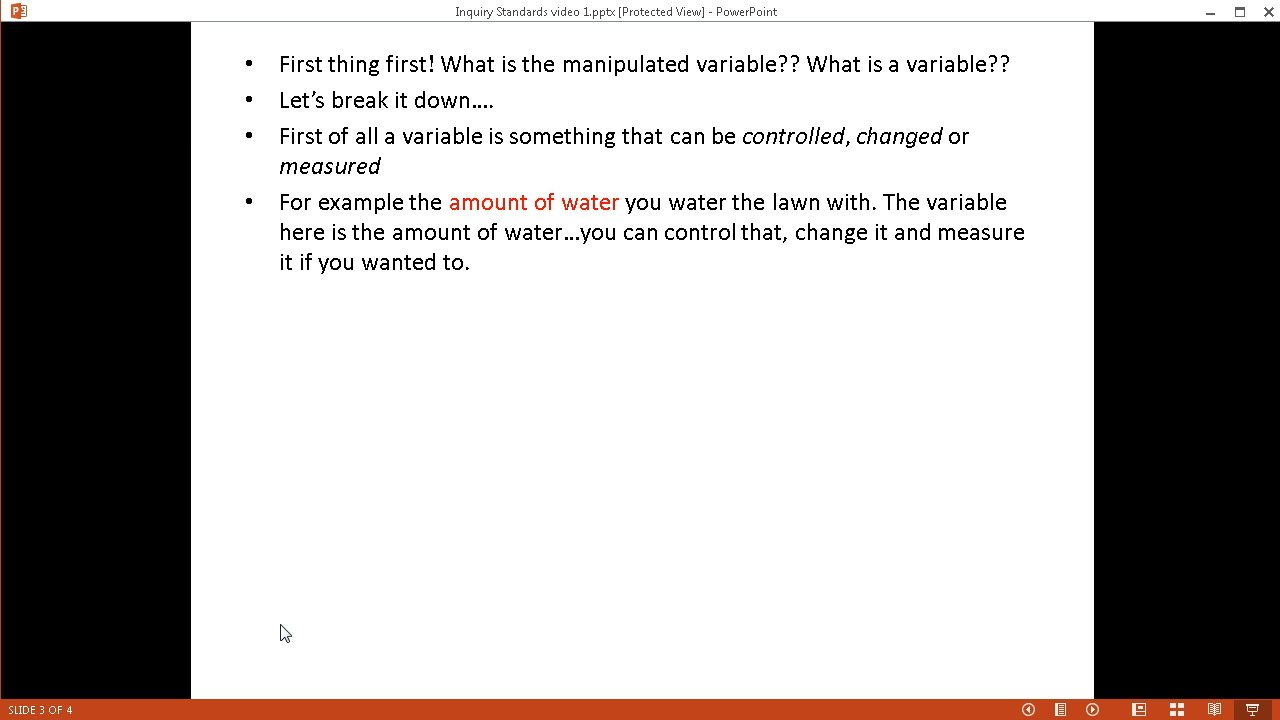 Inquiry Standards video 1.pptx [Protected View] - PowerPoint
• First thing first! What is the manipulated variable?? What is a variable??
• Let’s break it down….
• First of all a variable is something that can be controlled, changed or
measured
• For example the amount of water you water the lawn with. The variable
here is the amount of water…you can control that, change it and measure
it if you wanted to.
SLIDE 3 OF 4